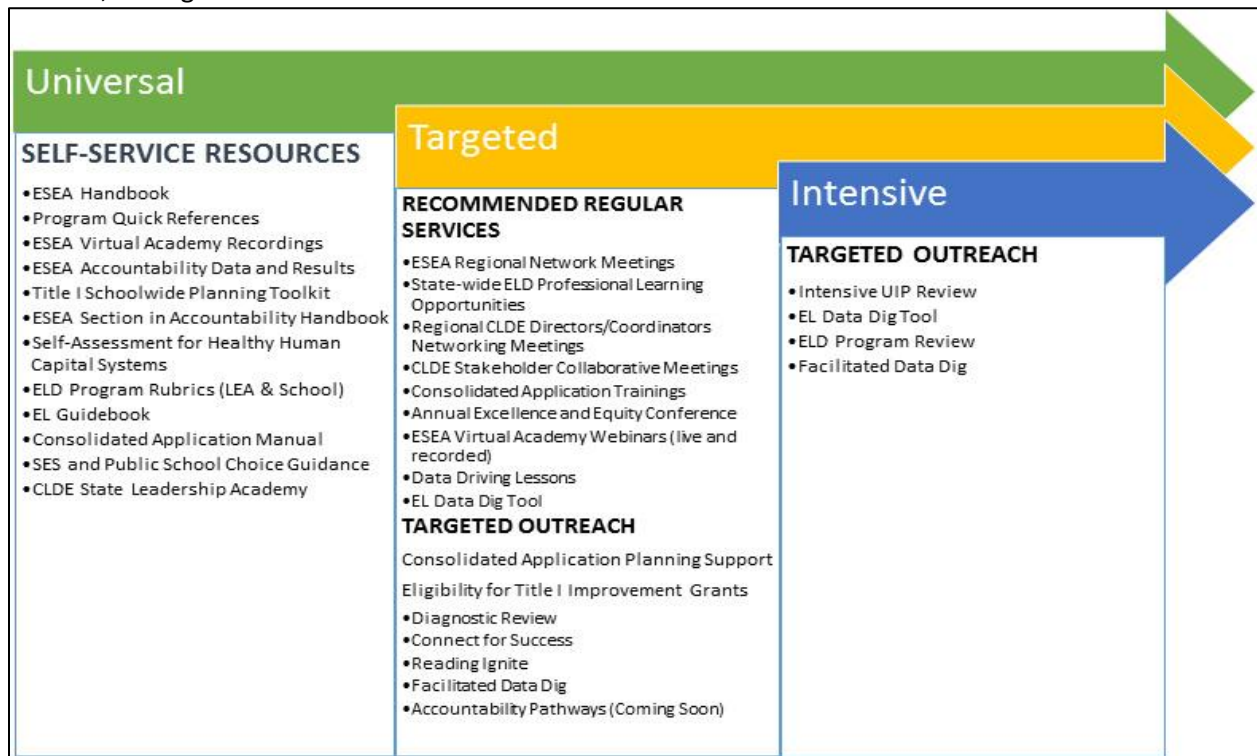 Universal
SELF-SERVICE RESOURCES
•ESEA Handbook
•Program Quick References
•ESEA Virtual Academy Recordings
•ESEA Accountability Data and Results
•Title I Schoolwide Planning Toolkit
•ESEA Section in Accountability Handbook
•Self-Assessment for Healthy Human
Capital Systems
•ELD Program Rubrics (LEA & School)
•EL Guidebook
•Consolidated Application Manual
•SES and Public School Choice Guidance
•CLDE State Leadership Academy
Targeted
RECOMMENDED REGULAR
SERVICES
•ESEA Regional Network Meetings
•State-wide ELD Professional Learning
Opportunities
•Regional CLDE Directors/Coordinators
Networking Meetings
•CLDE Stakeholder Collaborative Meetings
•Consolidated Application Trainings
•Annual Excellence and Equity Conference
•ESEA Virtual Academy Webinars (live and
recorded)
•Data Driving Lessons
•EL Data Dig Tool
TARGETED OUTREACH
Consolidated Application Planning Support
Eligibility for Title I Improvement Grants
•Diagnostic Review
•Connect for Success
•Reading Ignite
•Facilitated Data Dig
•Accountability Pathways (Coming Soon)
Intensive
TARGETED OUTREACH
•Intensive UIP Review
•EL Data Dig Tool
•ELD Program Review
•Facilitated Data Dig